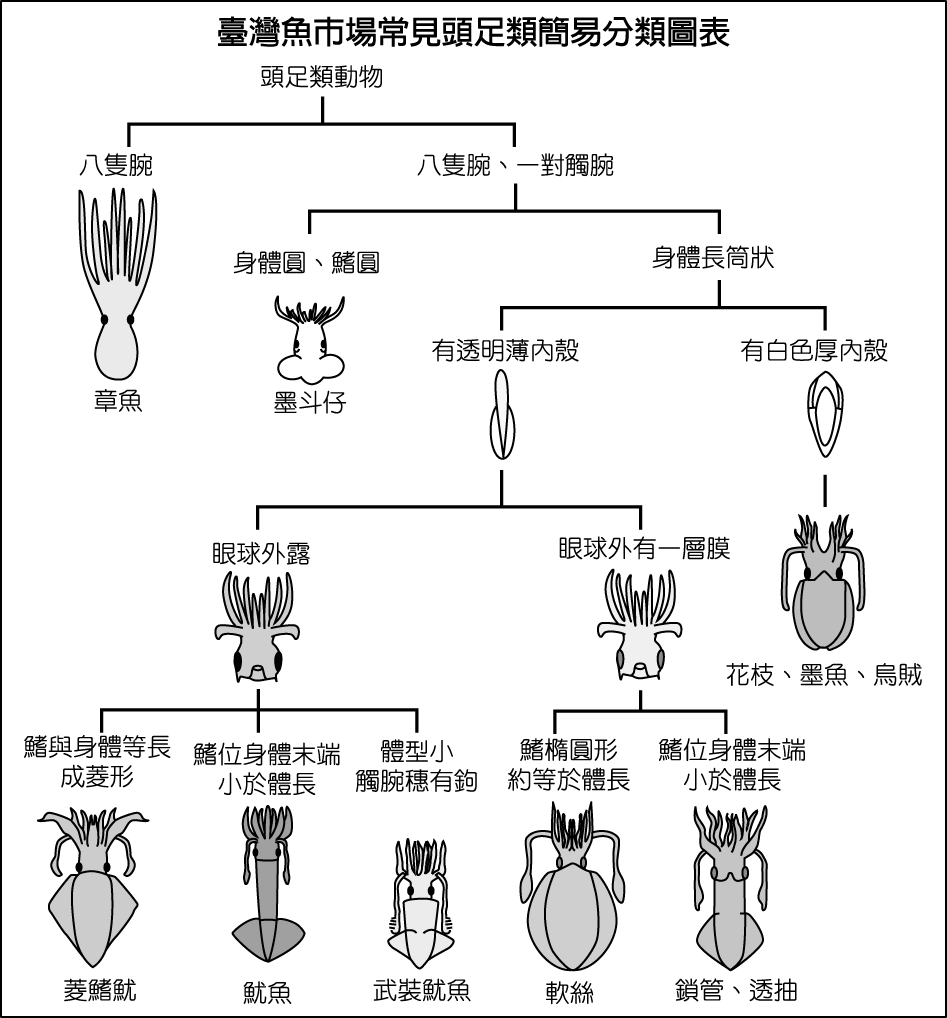 臺灣魚市場常見頭足類簡易分類圖表
頭足類動物
八隻腕
八隻腕、一對觸腕
身體圓、鰭圓
身體長筒狀
有透明薄內殼
有白色厚內殼
章魚
墨斗仔
眼球外露
眼球外有一層膜
花枝、墨魚、烏賊
鰭與身體等長
成菱形
鰭位身體末端
小於體長
體型小
觸腕穗有鉤
鰭橢圓形
約等於體長
鰭位身體末端
小於體長
菱鰭魷
魷魚
武裝魷魚
軟絲
鎖管、透抽